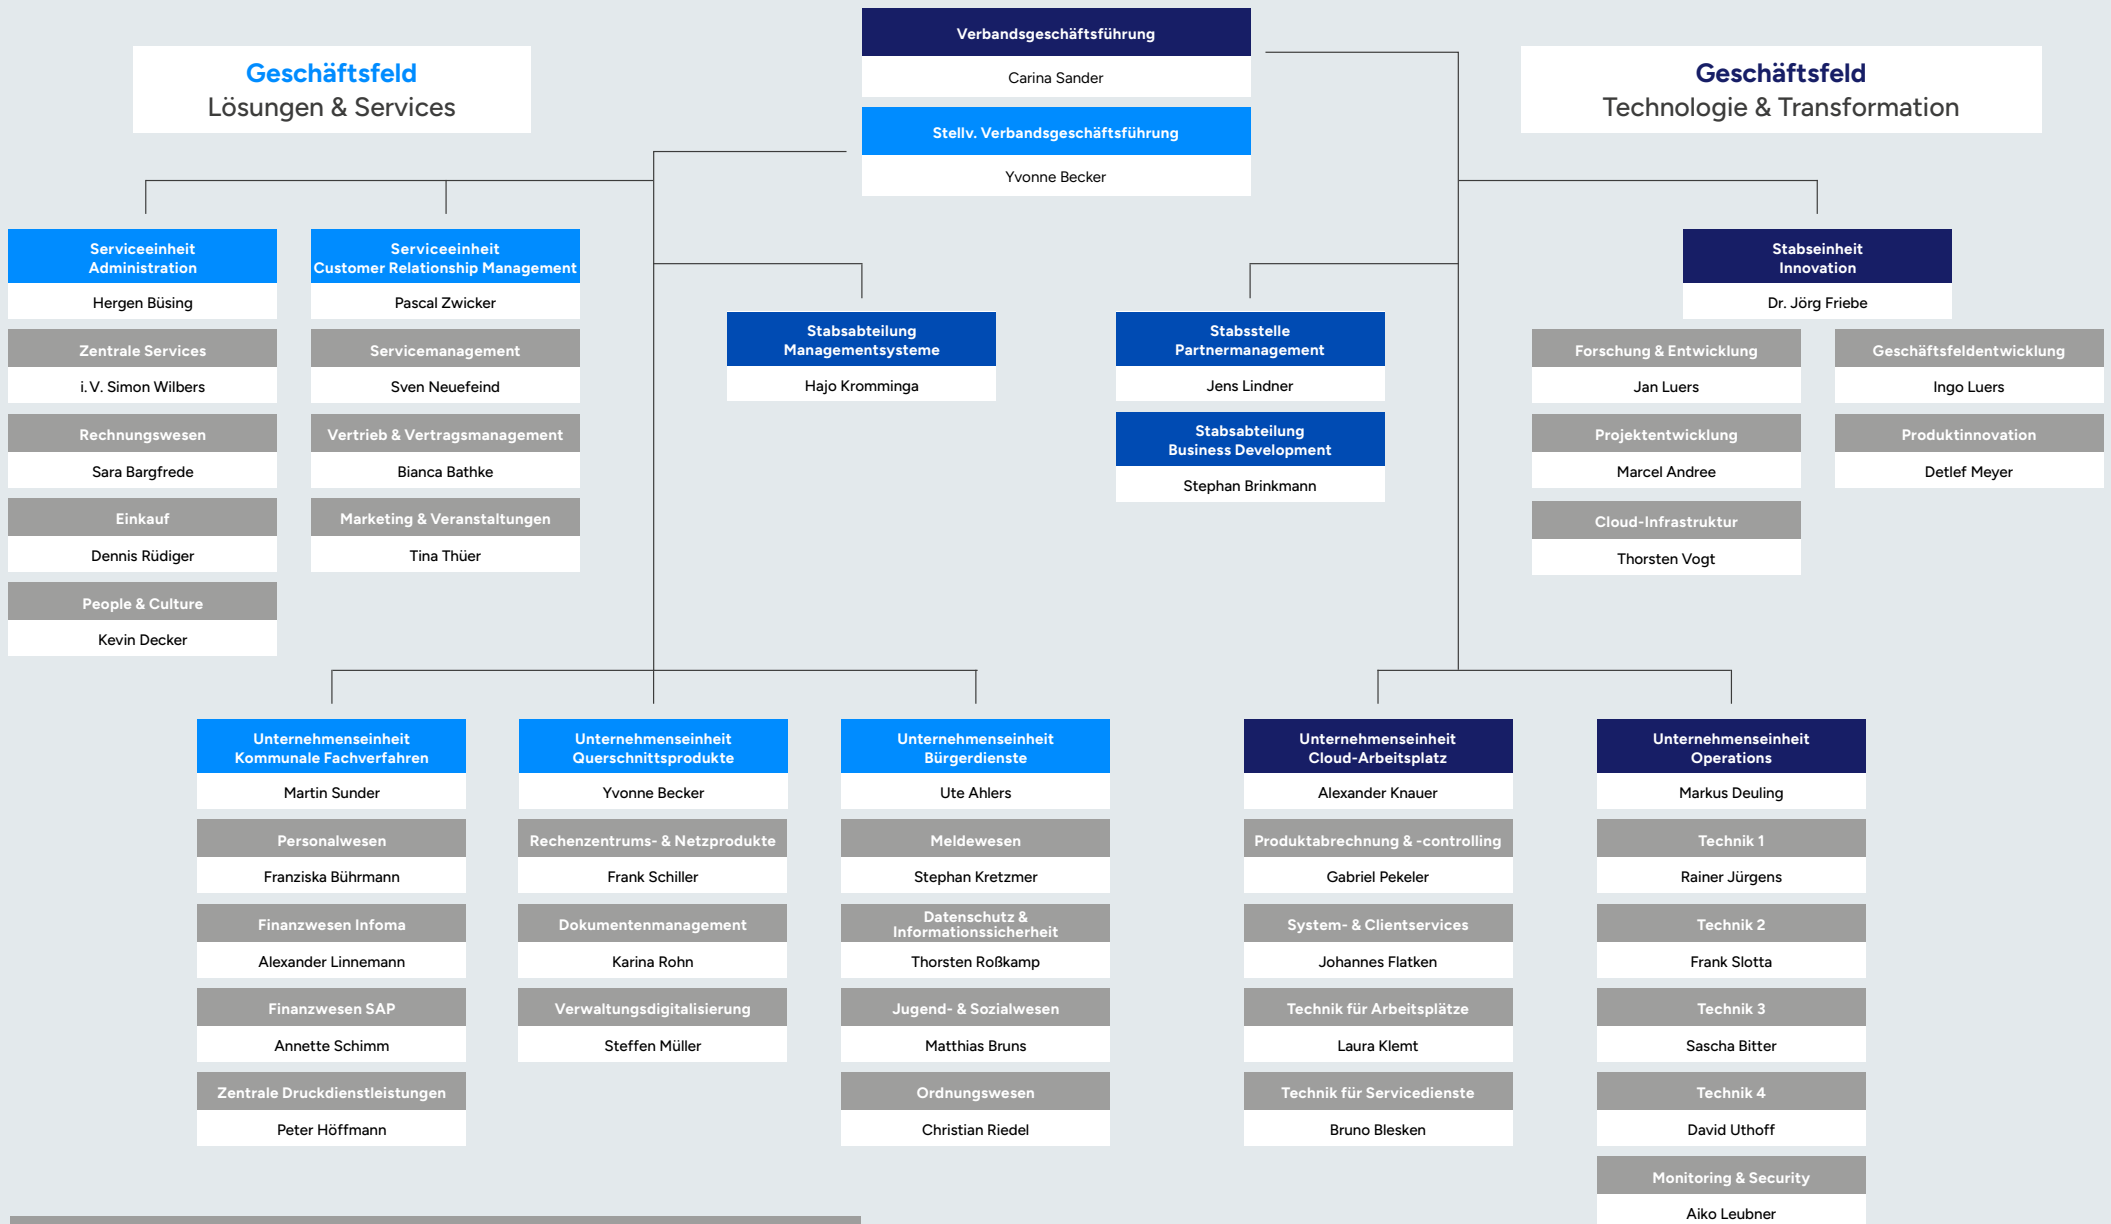 Verbandsgeschäftsführung
Carina Sander
Stellv. Verbandsgeschäftsführung
Yvonne Becker
Geschäftsfeld
Lösungen & Services
Geschäftsfeld
Technologie & Transformation
Serviceeinheit
Administration
Hergen Büsing
Zentrale Services
i. V. Simon Wilbers
Rechnungswesen
Sara Bargfrede
Einkauf
Dennis Rüdiger
People & Culture
Kevin Decker
Serviceeinheit
Customer Relationship Management
Pascal Zwicker
Servicemanagement
Sven Neuefeind
Vertrieb & Vertragsmanagement
Bianca Bathke
Marketing & Veranstaltungen
Tina Thüer
Stabsabteilung
Managementsysteme
Hajo Kromminga
Stabsstelle
Partnermanagement
Jens Lindner
Stabsabteilung
Business Development
Stephan Brinkmann
Stabseinheit
Innovation
Dr. Jörg Friebe
Forschung & Entwicklung
Jan Luers
Projektentwicklung
Marcel Andree
Cloud-Infrastruktur
Thorsten Vogt
Geschäftsfeldentwicklung
Ingo Luers
Produktinnovation
Detlef Meyer
Unternehmenseinheit
Kommunale Fachverfahren
Martin Sunder
Personalwesen
Franziska Bührmann
Finanzwesen Infoma
Alexander Linnemann
Finanzwesen SAP
Annette Schimm
Zentrale Druckdienstleistungen
Peter Höffmann
Unternehmenseinheit
Querschnittsprodukte
Yvonne Becker
Rechenzentrums- & Netzprodukte
Frank Schiller
Dokumentenmanagement
Karina Rohn
Verwaltungsdigitalisierung
Steffen Müller
Unternehmenseinheit
Bürgerdienste
Ute Ahlers
Meldewesen
Stephan Kretzmer
Datenschutz &
Informationssicherheit
Thorsten Roßkamp
Jugend- & Sozialwesen
Matthias Bruns
Ordnungswesen
Christian Riedel
Unternehmenseinheit
Cloud-Arbeitsplatz
Alexander Knauer
Produktabrechnung & -controlling
Gabriel Pekeler
System- & Clientservices
Johannes Flatken
Technik für Arbeitsplätze
Laura Klemt
Technik für Servicedienste
Bruno Blesken
Unternehmenseinheit
Operations
Markus Deuling
Technik 1
Rainer Jürgens
Technik 2
Frank Slotta
Technik 3
Sascha Bitter
Technik 4
David Uthoff
Monitoring & Security
Aiko Leubner